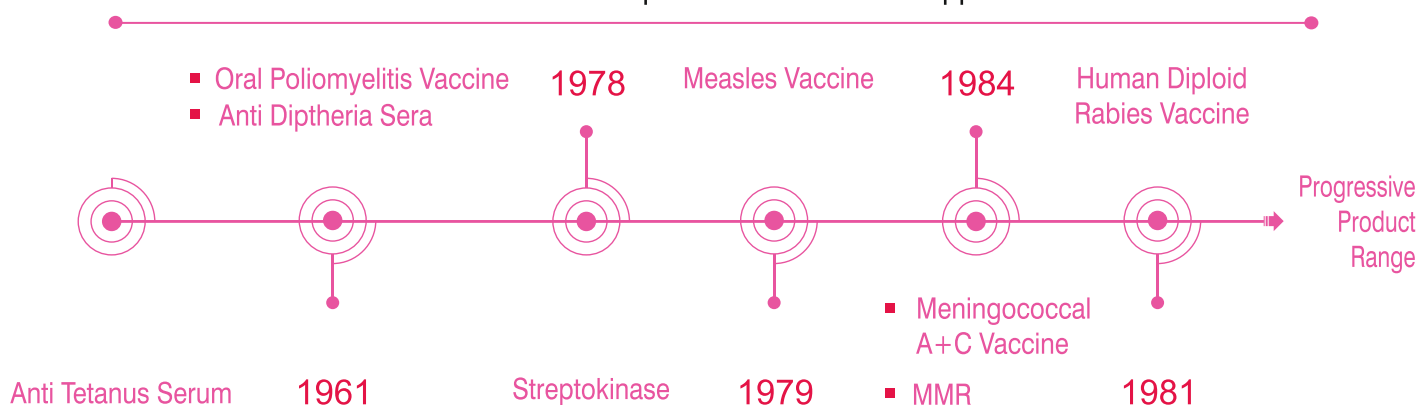 Oral Poliomyelitis Vaccine
Anti Diptheria Sera
1978
Measles Vaccine
1984
Human Diploid
Rabies Vaccine
Progressive
Product
Range
Anti Tetanus Serum
1961
Streptokinase
1979
Meningococcal
A+C Vaccine
MMR
1981